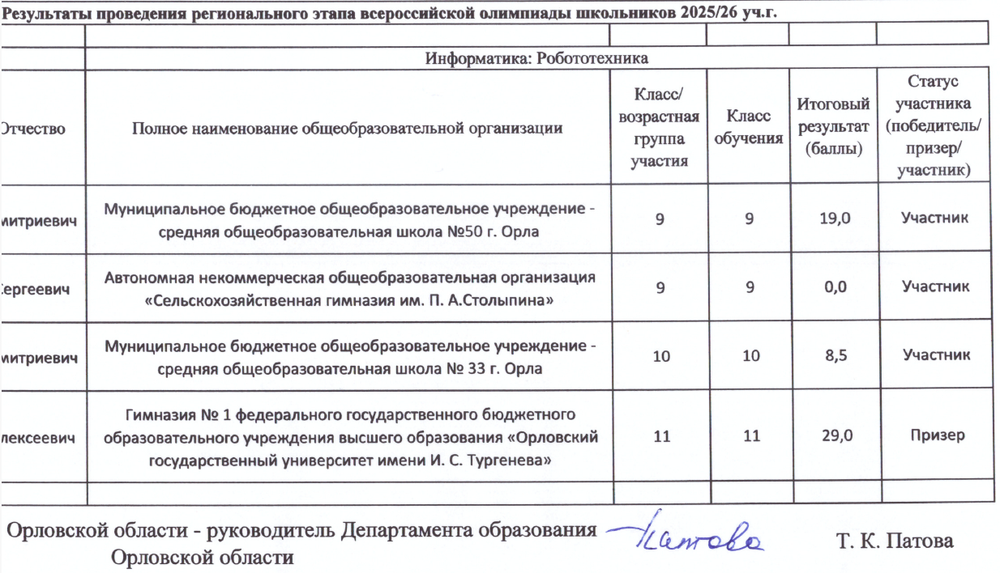 Результаты проведения регионального этапа всероссийской олимпиады школьников 2025/26 уч.г.
Информатика: Робототехника
Отчество
Полное наименование общеобразовательной организации
Класс/
возрастная
группа
участия
Класс
обучения
Итоговый
результат
(баллы)
Статус
участника
(победитель/
призер/
участник)
митриевич
Муниципальное бюджетное общеобразовательное учреждение -
средняя общеобразовательная школа №50 г. Орла
9
9
19,0
Участник
Сергеевич
Автономная некоммерческая общеобразовательная организация
«Сельскохозяйственная гимназия им. П. А.Столыпина»
9
9
0,0
Участник
митриевич
Муниципальное бюджетное общеобразовательное учреждение -
средняя общеобразовательная школа № 33 г. Орла
10
10
8,5
Участник
лексеевич
Гимназия № 1 федерального государственного бюджетного
образовательного учреждения высшего образования «Орловский
государственный университет имени И. С. Тургенева»
11
11
29,0
Призер
Орловской области - руководитель Департамента образования
Орловской области
Патова
Т. К. Патова